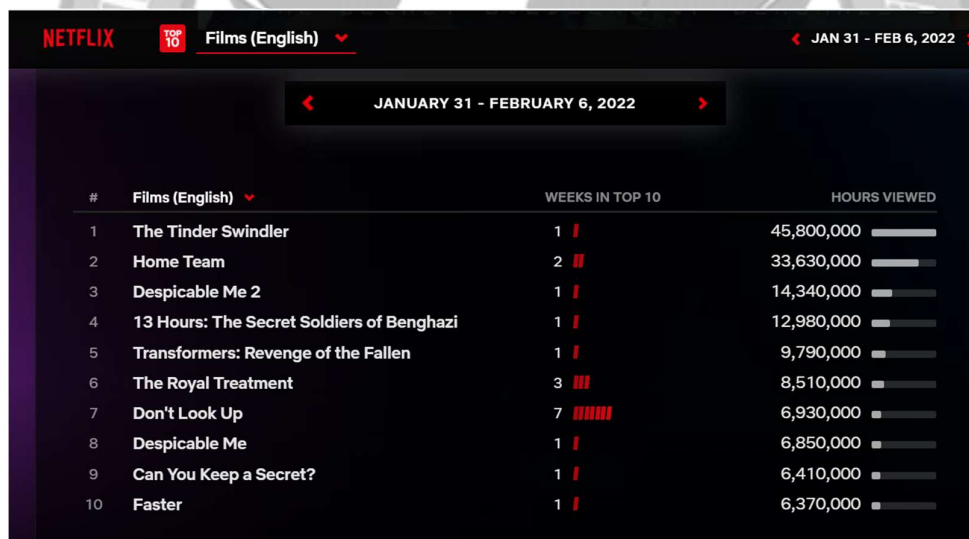 NETFLIX TOP 10 Films (English) JAN 31 - FEB 6, 2022
JANUARY 31 - FEBRUARY 6, 2022
# Films (English) WEEKS IN TOP 10 HOURS VIEWED
1 The Tinder Swindler 1 45,800,000
2 Home Team 2 33,630,000
3 Despicable Me 2 1 14,340,000
4 13 Hours: The Secret Soldiers of Benghazi 1 12,980,000
5 Transformers: Revenge of the Fallen 1 9,790,000
6 The Royal Treatment 3 8,510,000
7 Don't Look Up 7 6,930,000
8 Despicable Me 1 6,850,000
9 Can You Keep a Secret? 1 6,410,000
10 Faster 1 6,370,000